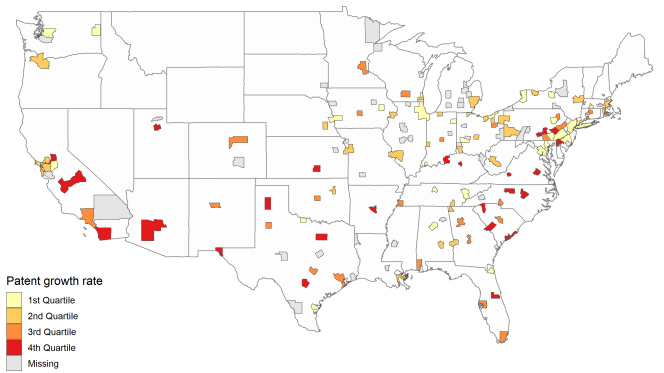 Patent growth rate
1st Quartile
2nd Quartile
3rd Quartile
4th Quartile
Missing